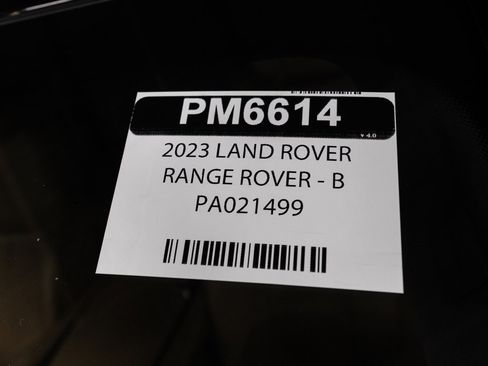 PM6614
v 4.0
2023 LAND ROVER
RANGE ROVER - B
PA021499